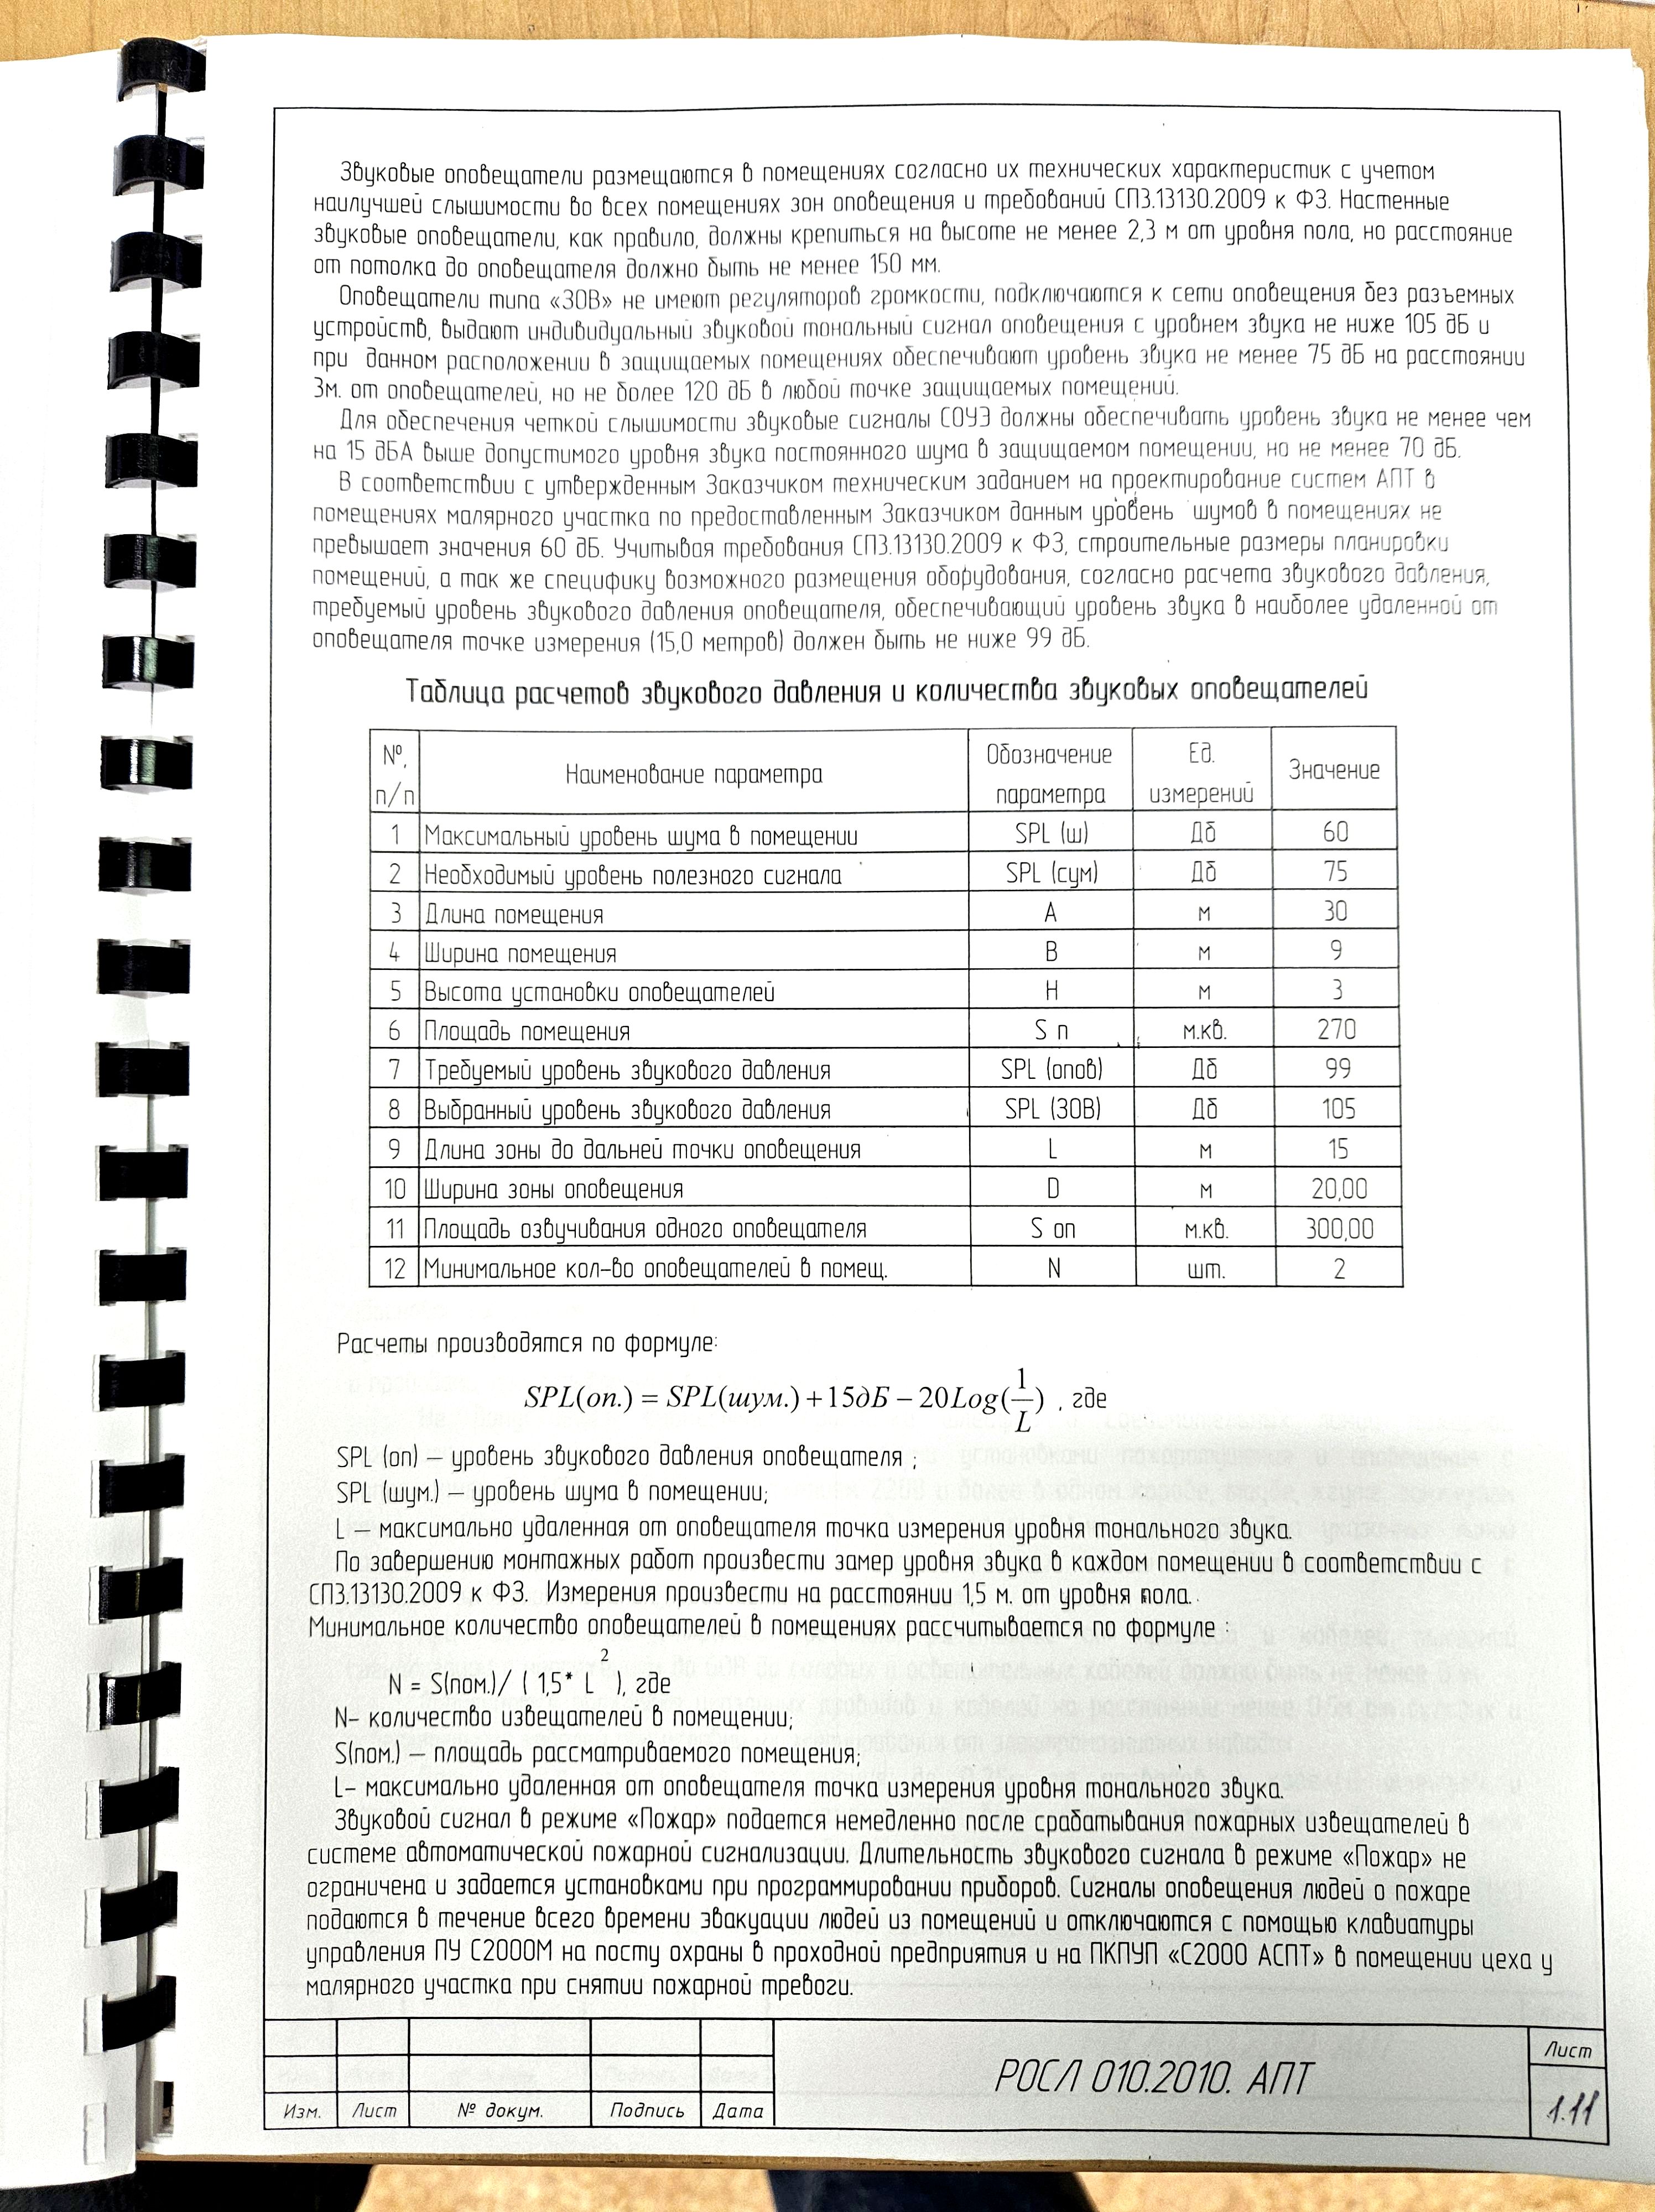 Звуковые оповещатели размещаются в помещениях согласно их технических характеристик с учетом
наилучшей слышимости во всех помещениях зон оповещения и требований СП3.13130.2009 к ФЗ. Настенные
звуковые оповещатели, как правило, должны крепиться на высоте не менее 2,3 м от уровня пола, но расстояние
от потолка до оповещателя должно быть не менее 150 мм.
Оповещатели типа «ЗОВ» не имеют регуляторов громкости, подключаются к сети оповещения без разъемных
устройств, выдают индивидуальный звуковой тональный сигнал оповещения с уровнем звука не ниже 105 дБ и
при данном расположении в защищаемых помещениях обеспечивают уровень звука не менее 75 дБ на расстоянии
3м. от оповещателей, но не более 120 дБ в любой точке защищаемых помещений.
Для обеспечения четкой слышимости звуковые сигналы СОУЭ должны обеспечивать уровень звука не менее чем
на 15 дБА выше допустимого уровня звука постоянного шума в защищаемом помещении, но не менее 70 дБ.
В соответствии с утвержденным Заказчиком техническим заданием на проектирование систем АПТ в
помещениях малярного участка по предоставленным Заказчиком данным уровень шумов в помещениях не
превышает значения 60 дБ. Учитывая требования СП3.13130.2009 к ФЗ, строительные размеры планировки
помещений, а так же специфику возможного размещения оборудования, согласно расчета звукового давления,
требуемый уровень звукового давления оповещателя, обеспечивающий уровень звука в наиболее удаленной от
оповещателя точке измерения (15,0 метров) должен быть не ниже 99 дБ.
Таблица расчетов звукового давления и количества звуковых оповещателей
№, п/п Наименование параметра Обозначение параметра Ед. измерений Значение
1 Максимальный уровень шума в помещении SPL (ш) Дб 60
2 Необходимый уровень полезного сигнала SPL (сум) Дб 75
3 Длина помещения A м 30
4 Ширина помещения B м 9
5 Высота установки оповещателей H м 3
6 Площадь помещения S п м.кв. 270
7 Требуемый уровень звукового давления SPL (опов) Дб 99
8 Выбранный уровень звукового давления SPL (ЗОВ) Дб 105
9 Длина зоны до дальней точки оповещения L м 15
10 Ширина зоны оповещения D м 20,00
11 Площадь озвучивания одного оповещателя S оп м.кв. 300,00
12 Минимальное кол-во оповещателей в помещ. N шт. 2
Расчеты производятся по формуле:
SPL(оп.) = SPL(шум.) + 15дБ − 20Log(1/L) , где
SPL (оп) — уровень звукового давления оповещателя ;
SPL (шум.) — уровень шума в помещении;
L — максимально удаленная от оповещателя точка измерения уровня тонального звука.
По завершению монтажных работ произвести замер уровня звука в каждом помещении в соответствии с
СП3.13130.2009 к ФЗ. Измерения произвести на расстоянии 1,5 м. от уровня пола.
Минимальное количество оповещателей в помещениях рассчитывается по формуле :
N = S(пом.)/ ( 1,5* L²), где
N- количество извещателей в помещении;
S(пом.) — площадь рассматриваемого помещения;
L- максимально удаленная от оповещателя точка измерения уровня тонального звука.
Звуковой сигнал в режиме «Пожар» подается немедленно после срабатывания пожарных извещателей в
системе автоматической пожарной сигнализации. Длительность звукового сигнала в режиме «Пожар» не
ограничена и задается установками при программировании приборов. Сигналы оповещения людей о пожаре
подаются в течение всего времени эвакуации людей из помещений и отключаются с помощью клавиатуры
управления ПУ С2000М на посту охраны в проходной предприятия и на ПКПУП «С2000 АСПТ» в помещении цеха у
малярного участка при снятии пожарной тревоги.
Изм. Лист № докум. Подпись Дата
РОСЛ 010.2010. АПТ
Лист
1.11